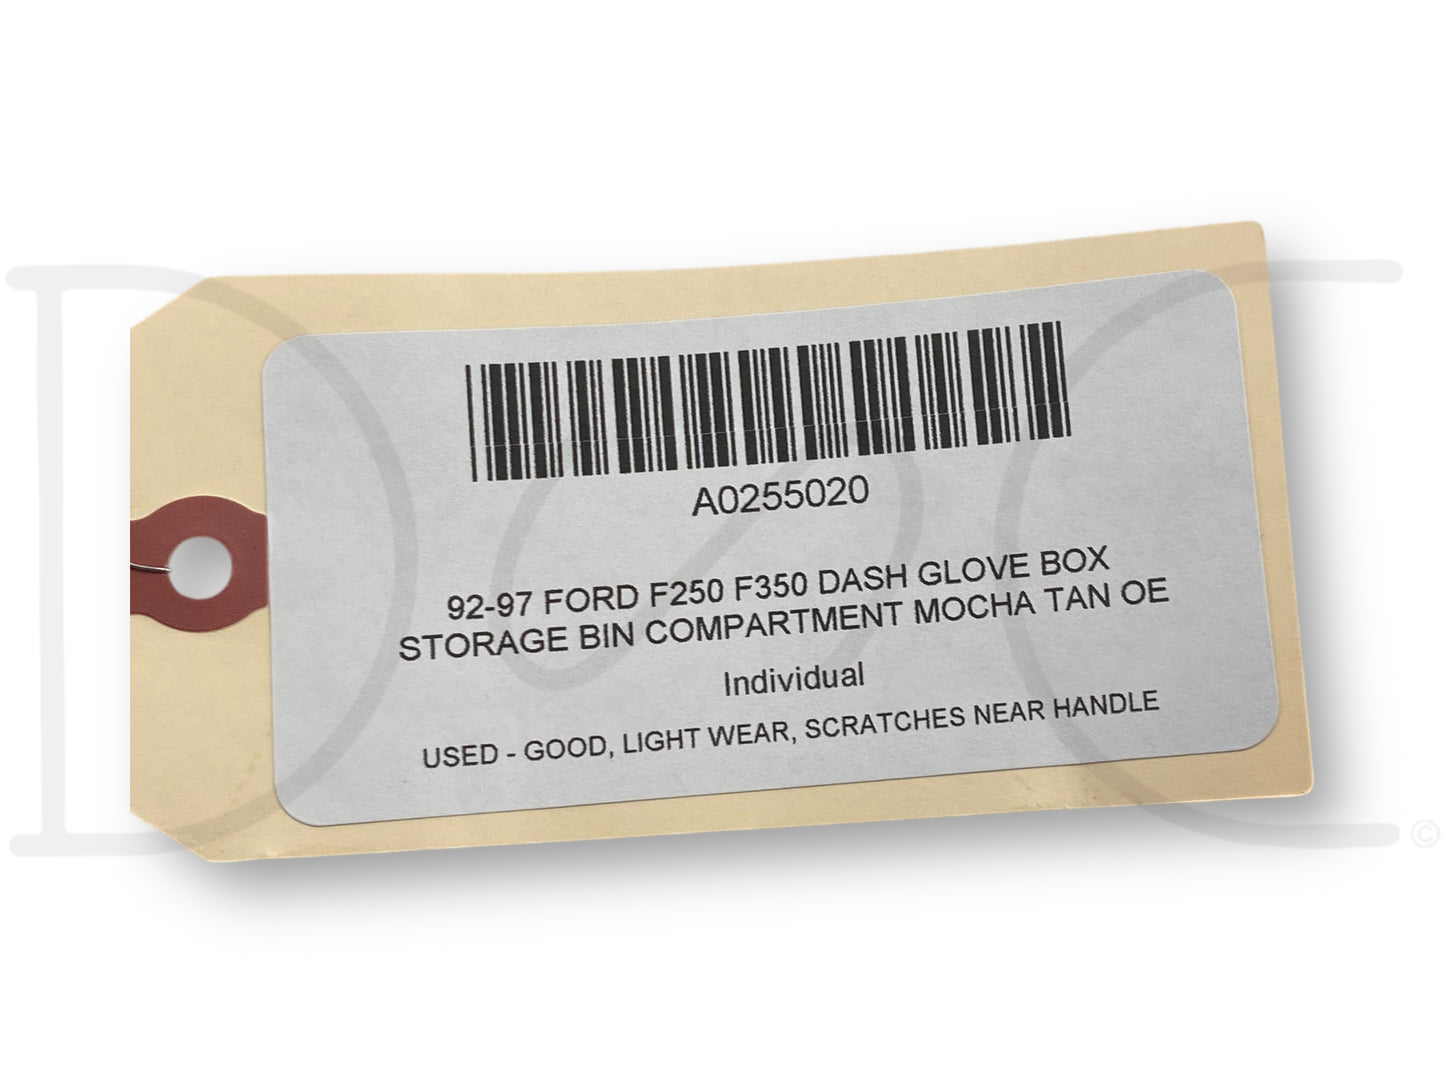 A0255020
92-97 FORD F250 F350 DASH GLOVE BOX
STORAGE BIN COMPARTMENT MOCHA TAN OE
Individual
USED - GOOD, LIGHT WEAR, SCRATCHES NEAR HANDLE
D S C ©